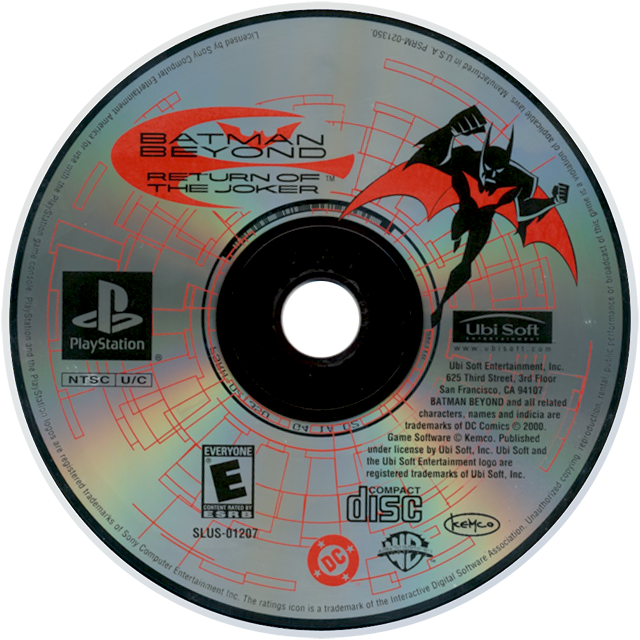 Licensed by Sony Computer Entertainment America for use with the PlayStation game console. PlayStation and the PlayStation logos are registered trademarks of Sony Computer Entertainment Inc. The ratings icon is a trademark of the Interactive Digital Software Association. Unauthorized copying, reproduction, rental, public performance or broadcast of this game is a violation of applicable laws. Manufactured in U.S.A. PSRM-021350.
BATMAN
BEYOND
RETURN OF
THE JOKER™
PlayStation®
NTSC U/C
Ubi Soft
ENTERTAINMENT
www.ubisoft.com
Ubi Soft Entertainment, Inc.
625 Third Street, 3rd Floor
San Francisco, CA 94107
BATMAN BEYOND and all related
characters, names and indicia are
trademarks of DC Comics © 2000.
Game Software © Kemco. Published
under license by Ubi Soft, Inc. Ubi Soft and
the Ubi Soft Entertainment logo are
registered trademarks of Ubi Soft, Inc.
EVERYONE
E
CONTENT RATED BY
ESRB
SLUS-01207
COMPACT
disc
KEMCO
DC